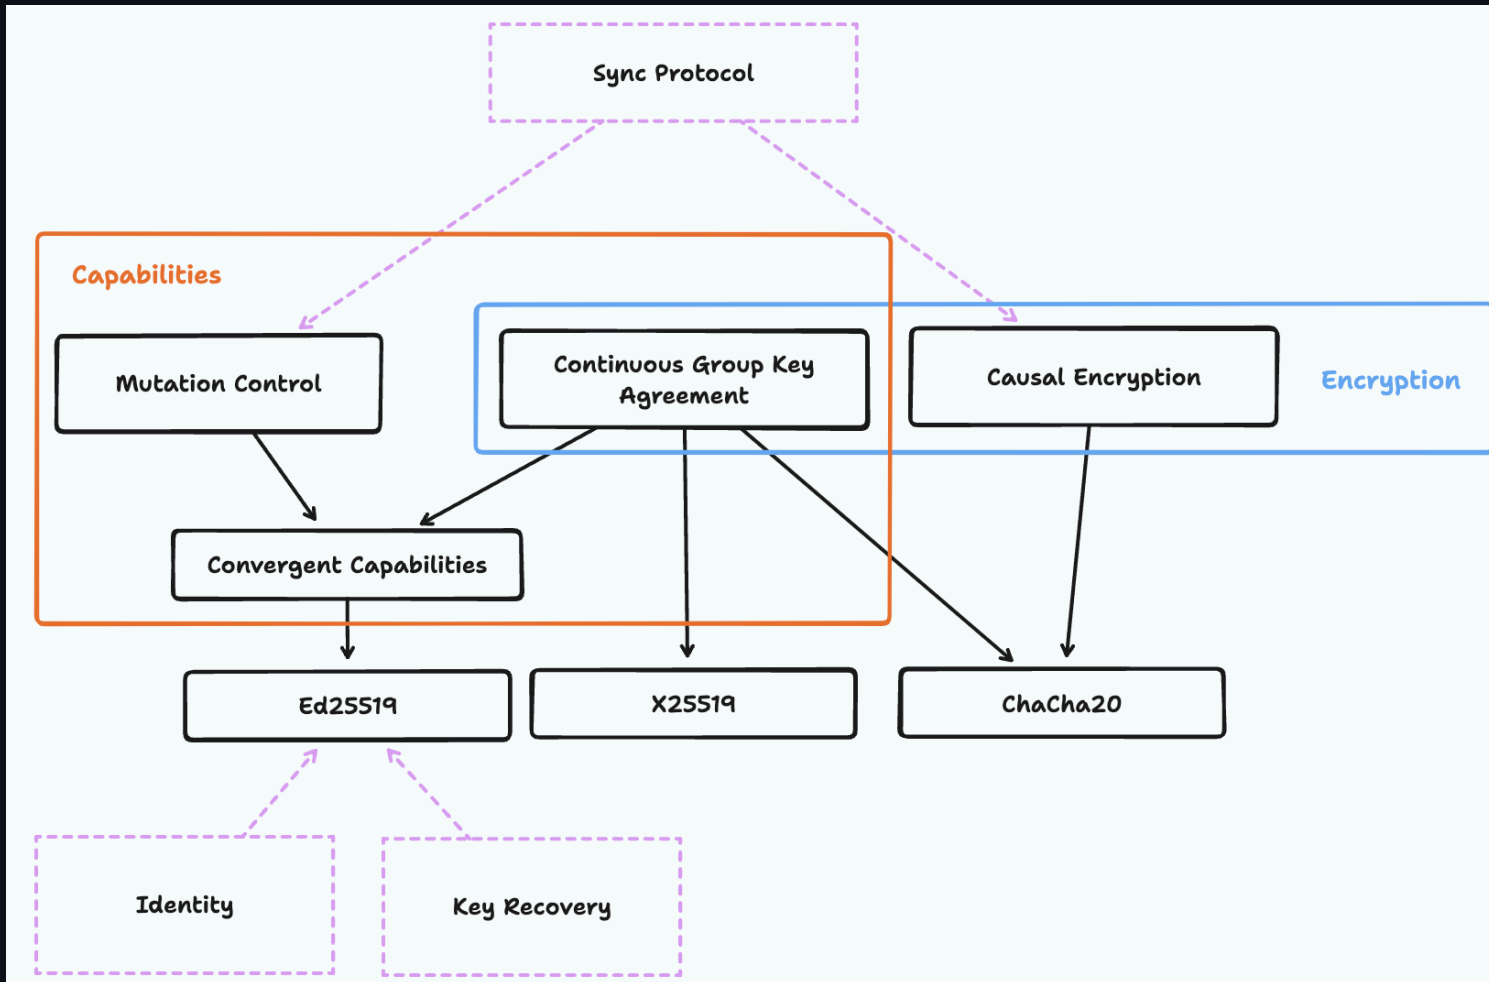 Sync Protocol
Capabilities
Mutation Control
Continuous Group Key
Agreement
Causal Encryption
Encryption
Convergent Capabilities
Ed25519
X25519
ChaCha20
Identity
Key Recovery